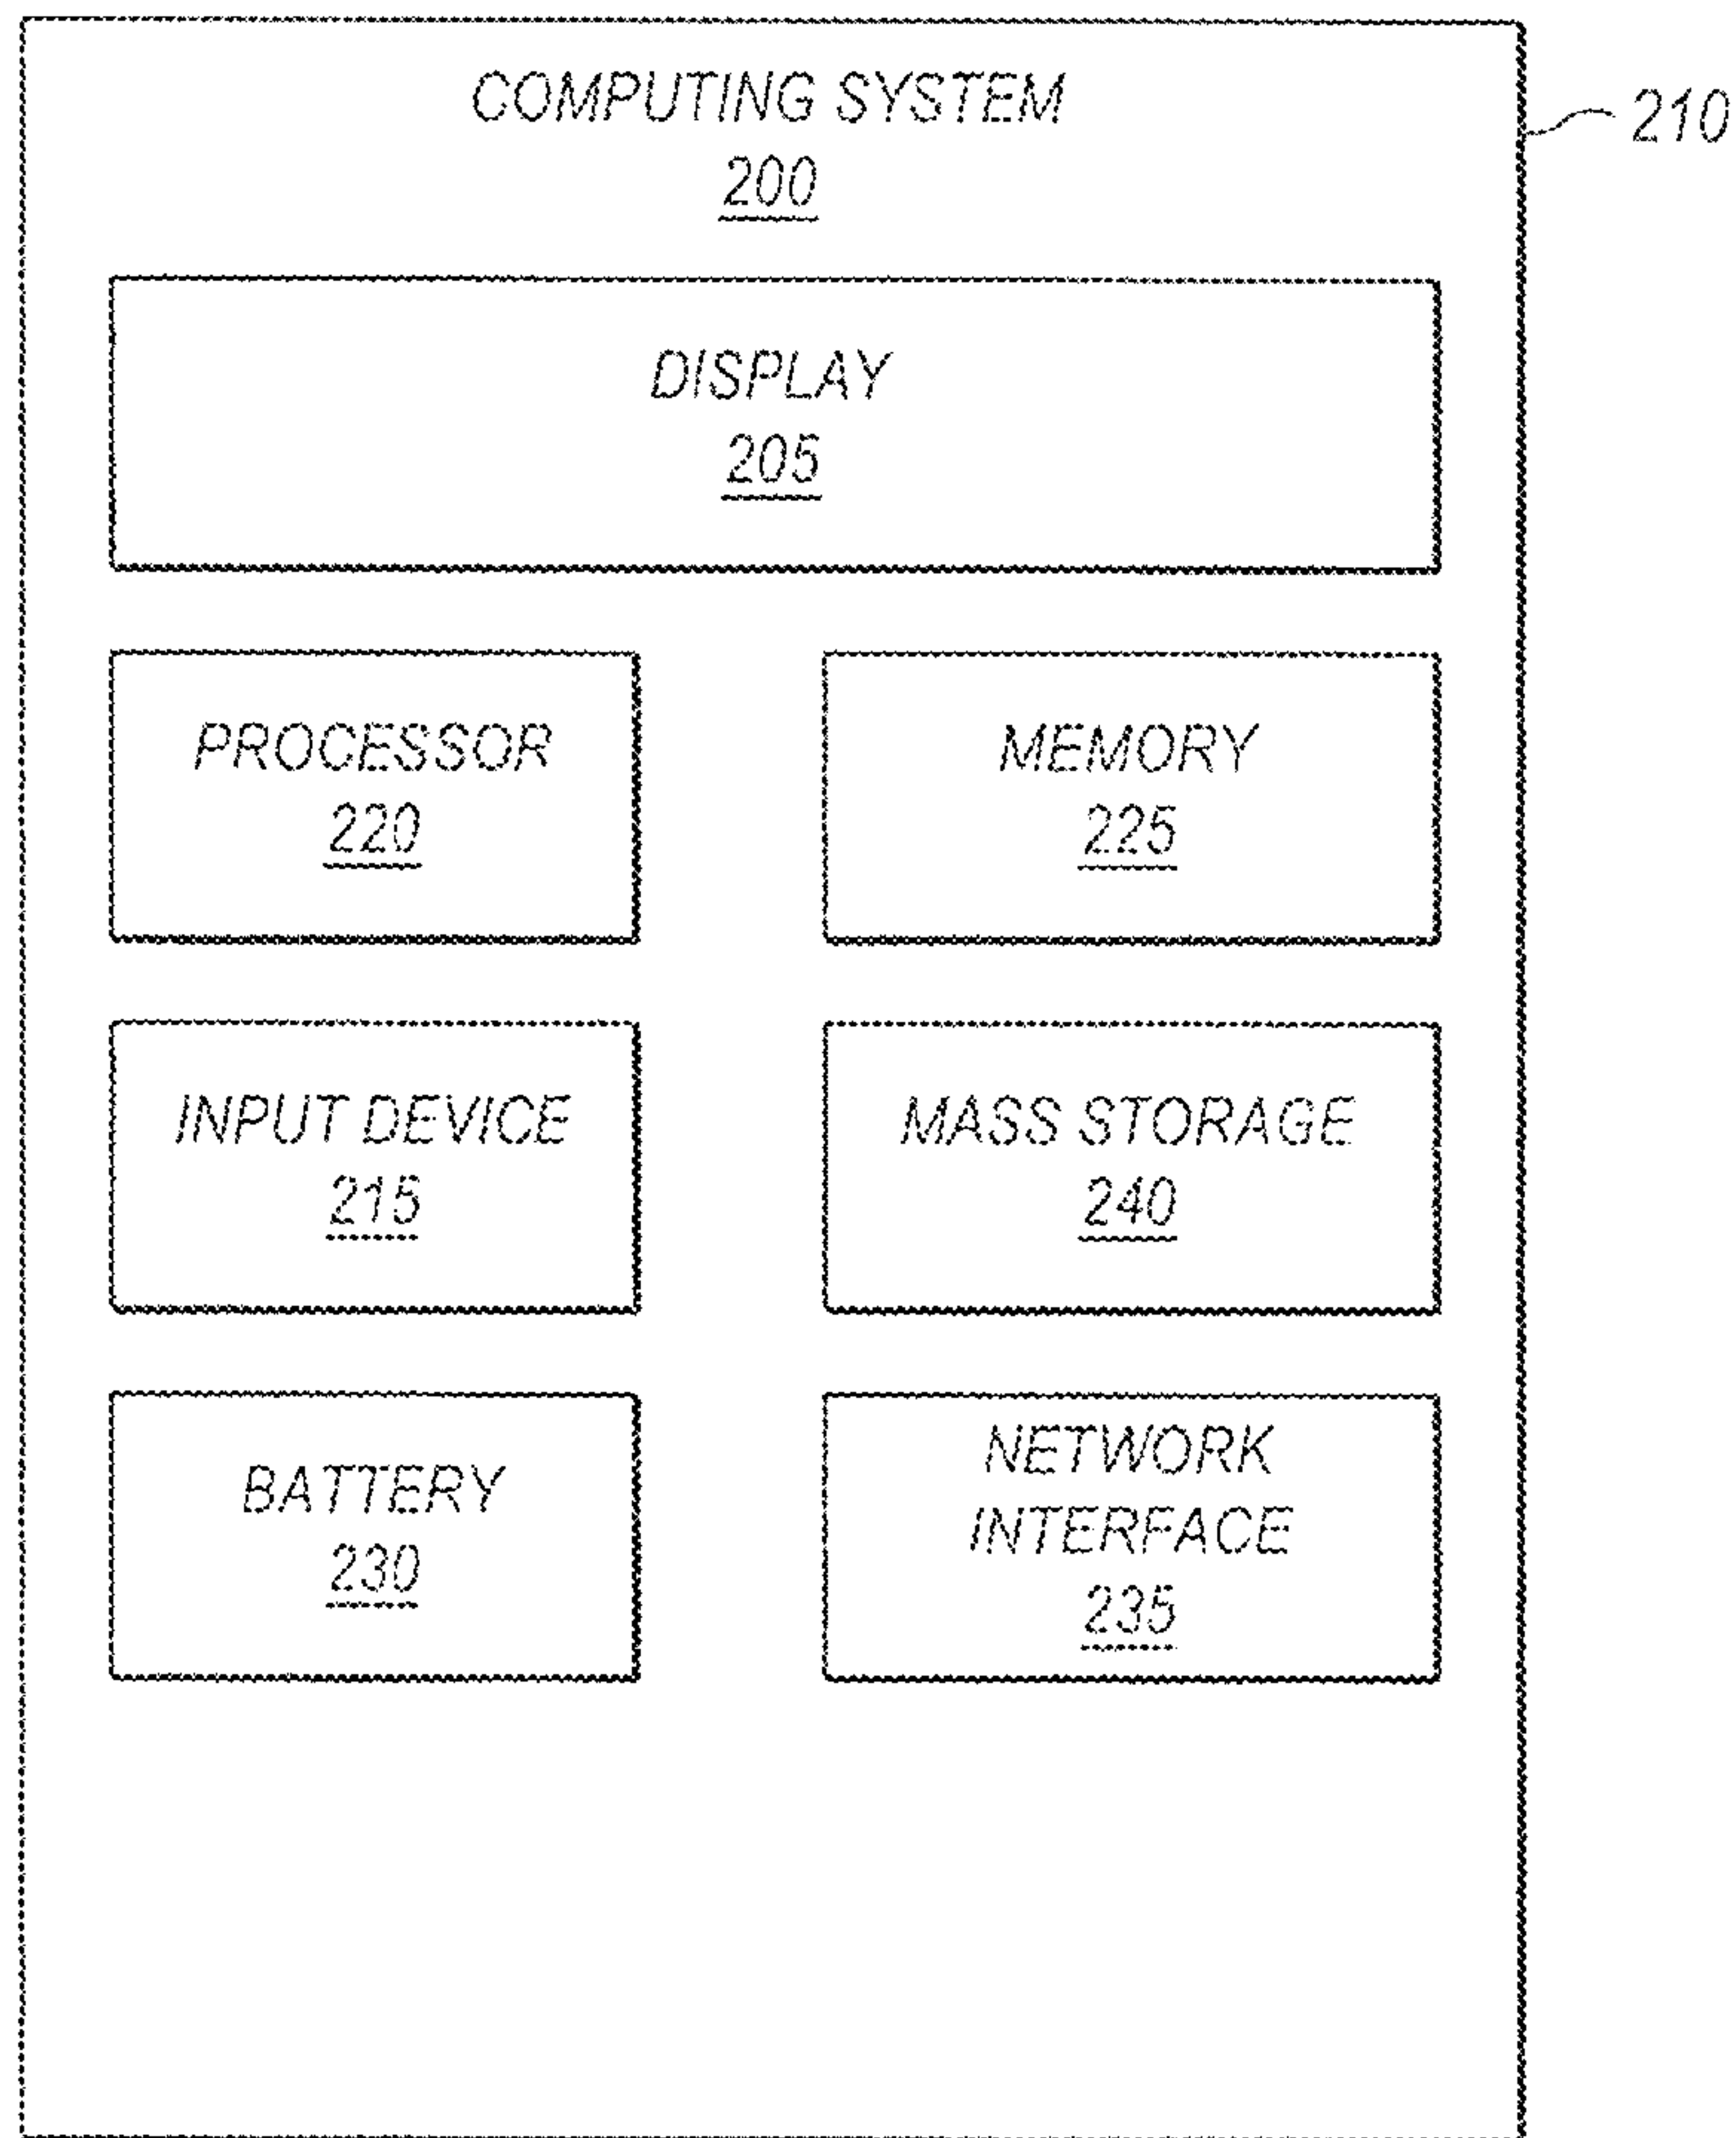 COMPUTING SYSTEM
200
210
DISPLAY
205
PROCESSOR
220
MEMORY
225
INPUT DEVICE
215
MASS STORAGE
240
BATTERY
230
NETWORK
INTERFACE
235